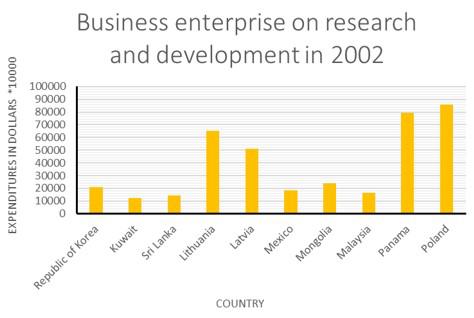 Business enterprise on research
and development in 2002
EXPENDITURES IN DOLLARS *10000
100000
90000
80000
70000
60000
50000
40000
30000
20000
10000
0
Republic of Korea
Kuwait
Sri Lanka
Lithuania
Latvia
Mexico
Mongolia
Malaysia
Panama
Poland
COUNTRY